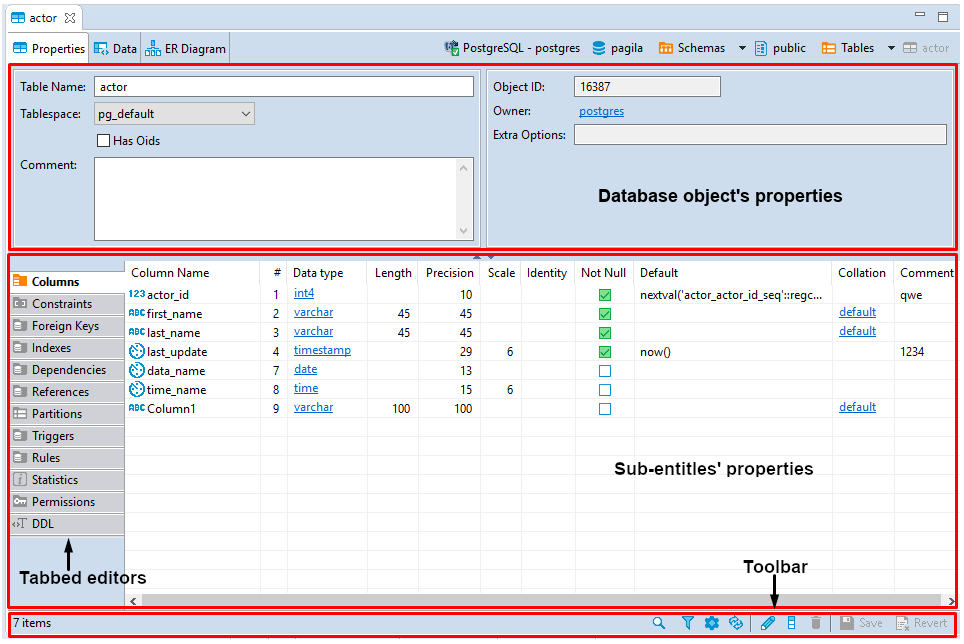 actor
Properties Data ER Diagram PostgreSQL - postgres pagila Schemas public Tables actor
Table Name: actor
Tablespace: pg_default
Has Oids
Comment:
Object ID: 16387
Owner: postgres
Extra Options:
Database object's properties
Columns
Constraints
Foreign Keys
Indexes
Dependencies
References
Partitions
Triggers
Rules
Statistics
Permissions
DDL
Tabbed editors
Column Name # Data type Length Precision Scale Identity Not Null Default Collation Comment
123 actor_id 1 int4 10 nextval('actor_actor_id_seq'::regc... qwe
ABC first_name 2 varchar 45 45 default
ABC last_name 3 varchar 45 45 default
last_update 4 timestamp 29 6 now() 1234
data_name 7 date 13
time_name 8 time 15 6
ABC Column1 9 varchar 100 100 default
Sub-entitles' properties
Toolbar
7 items Save Revert